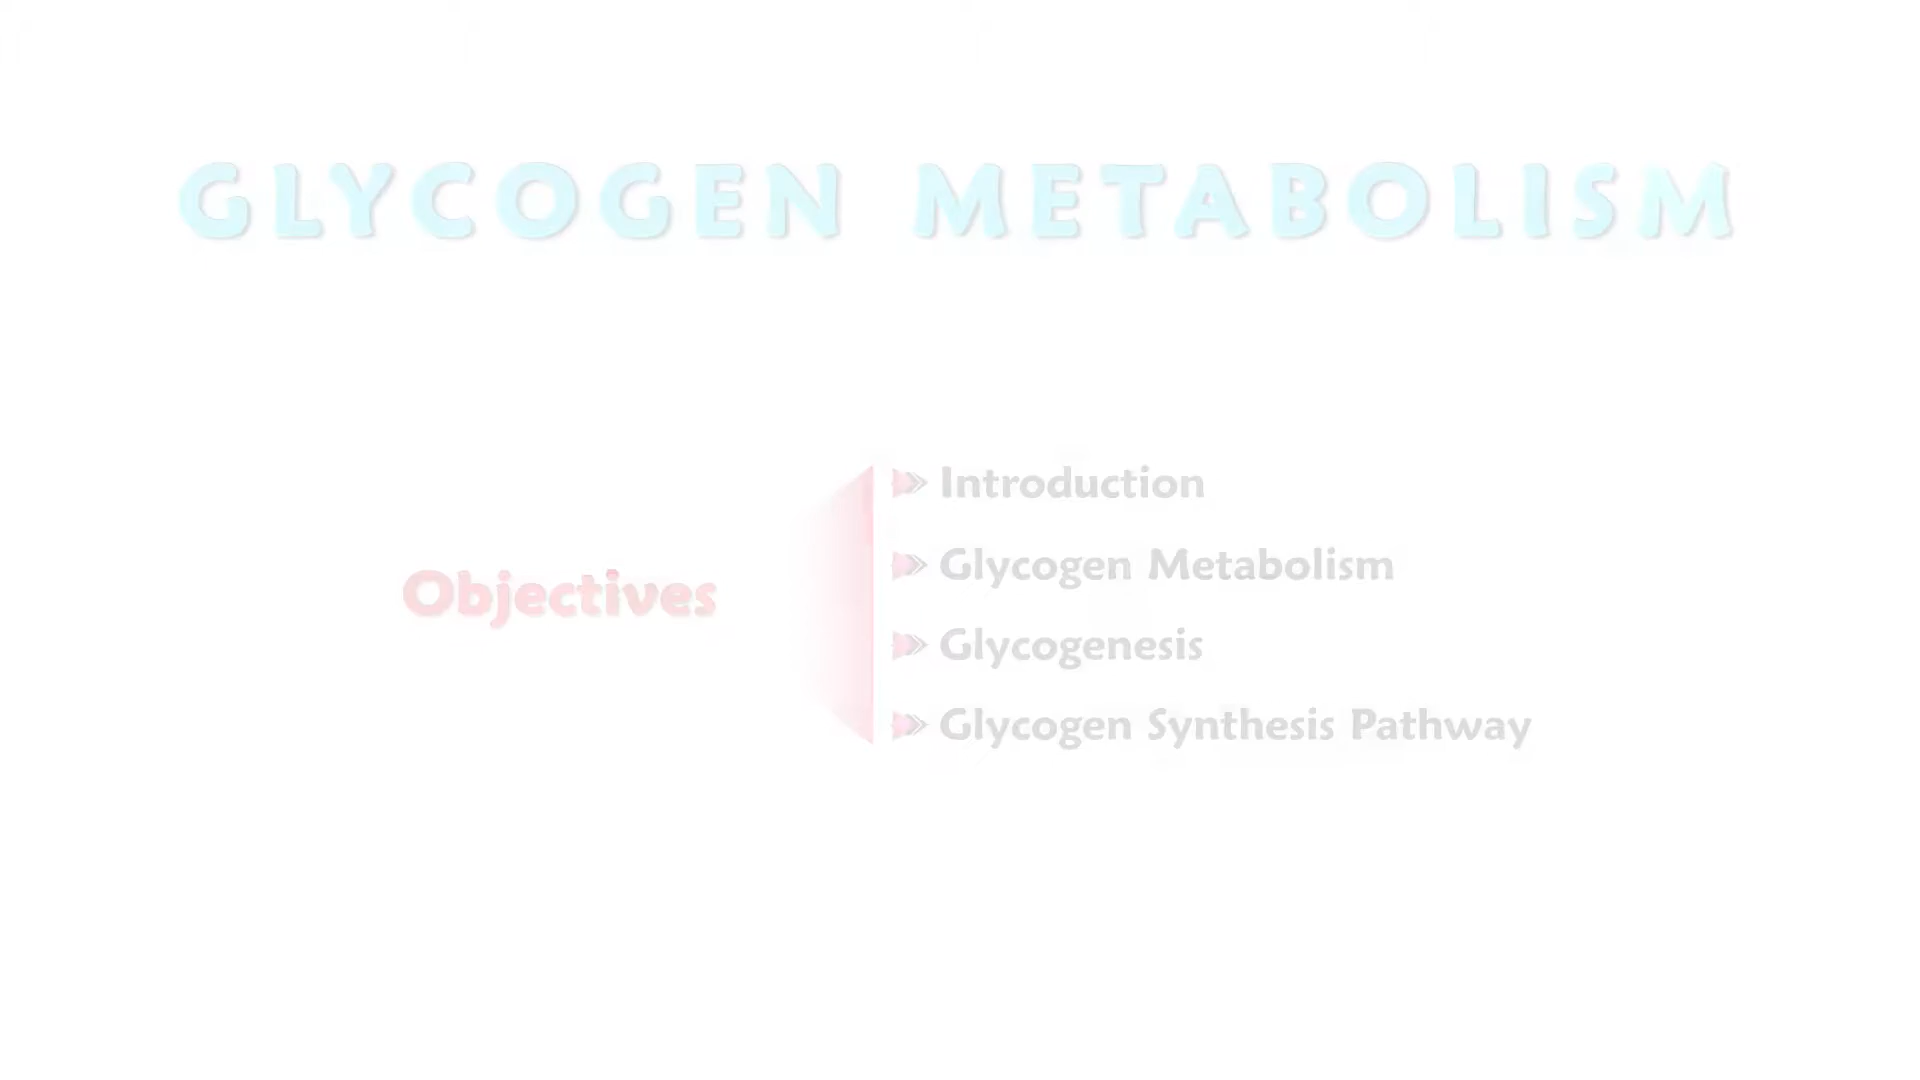 GLYCOGEN METABOLISM
Objectives
Introduction
Glycogen Metabolism
Glycogenesis
Glycogen Synthesis Pathway